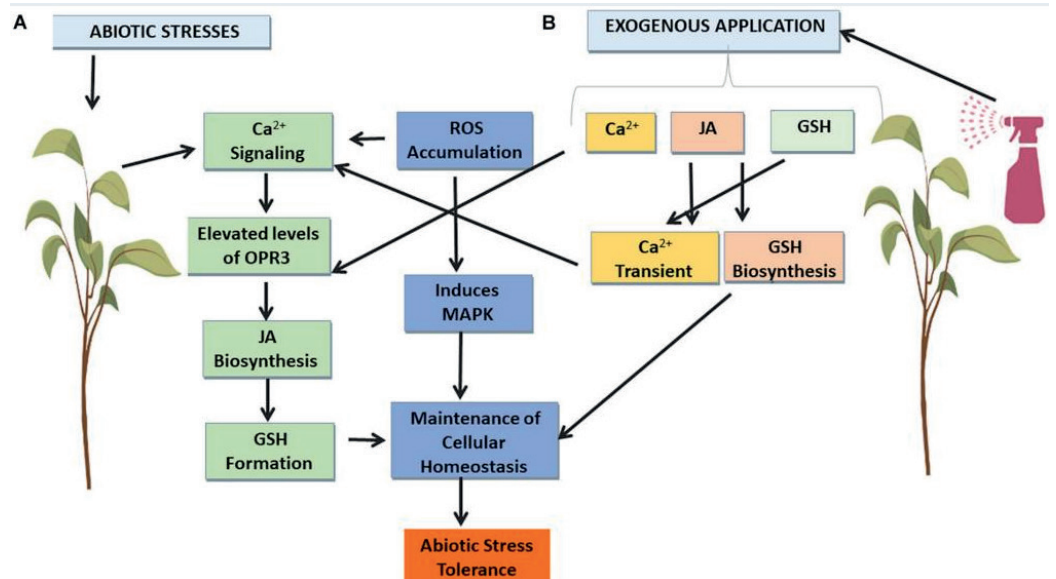 A
ABIOTIC STRESSES
B
EXOGENOUS APPLICATION
Ca²⁺
Signaling
ROS
Accumulation
Ca²⁺
JA
GSH
Elevated levels
of OPR3
Ca²⁺
Transient
GSH
Biosynthesis
Induces
MAPK
JA
Biosynthesis
Maintenance of
Cellular
Homeostasis
GSH
Formation
Abiotic Stress
Tolerance